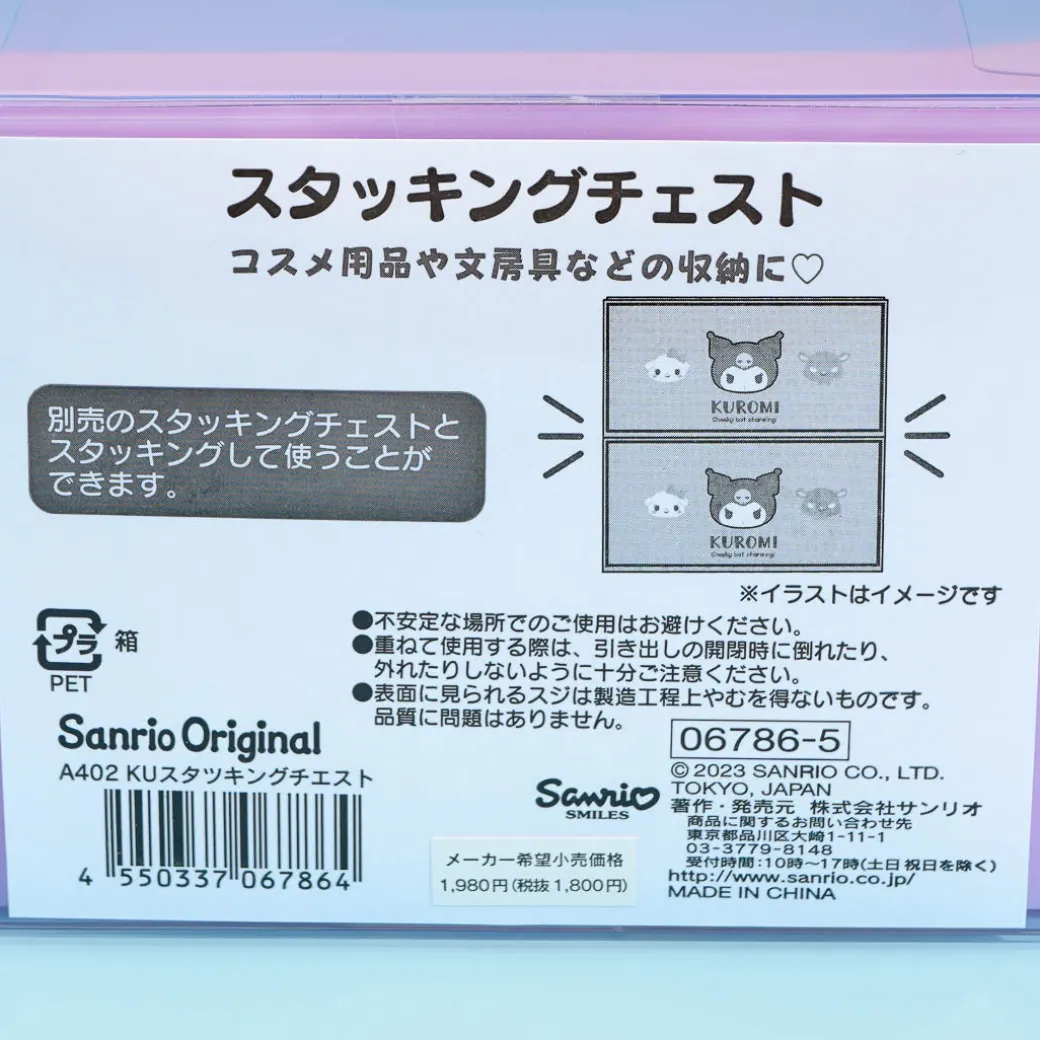 スタッキングチェスト
コスメ用品や文房具などの収納に♡
別売のスタッキングチェストと
スタッキングして使うことが
できます。
KUROMI
Cheeky but charming!
KUROMI
Cheeky but charming!
※イラストはイメージです
プラ 箱
PET
●不安定な場所でのご使用はお避けください。
●重ねて使用する際は、引き出しの開閉時に倒れたり、
外れたりしないように十分ご注意ください。
●表面に見られるスジは製造工程上やむを得ないものです。
品質に問題はありません。
Sanrio Original
A402 KUスタツキングチエスト
4 550337 067864
Sanrio
SMILES
メーカー希望小売価格
1,980円(税抜1,800円)
06786-5
©2023 SANRIO CO., LTD.
TOKYO, JAPAN
著作・発売元 株式会社サンリオ
商品に関するお問い合わせ先
東京都品川区大崎1-11-1
03-3779-8148
受付時間:10時〜17時(土日祝日を除く)
http://www.sanrio.co.jp/
MADE IN CHINA